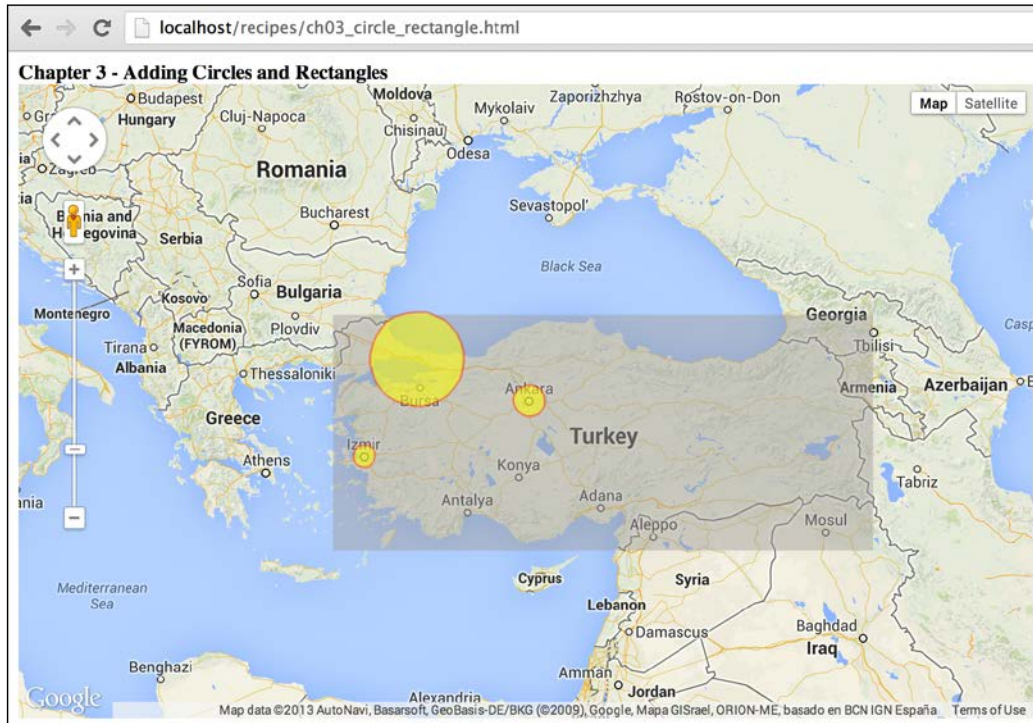 localhost/recipes/ch03_circle_rectangle.html
Chapter 3 - Adding Circles and Rectangles
Map
Satellite
Budapest
Hungary
Cluj-Napoca
Moldova
Chisinau
Mykolaiv
Zaporizhzhya
Rostov-on-Don
Odesa
Zagreb
Romania
Bucharest
Sevastopol'
Serbia
Black Sea
Sofia
Bulgaria
Kosovo
Montenegro
Macedonia
(FYROM)
Plovdiv
Georgia
Tbilisi
Tirana
Albania
Thessaloniki
Bursa
Ankara
Armenia
Azerbaijan
Greece
Izmir
Turkey
Athens
Konya
Tabriz
Antalya
Adana
Aleppo
Mosul
Mediterranean
Sea
Cyprus
Syria
Lebanon
Damascus
Baghdad
Iraq
Benghazi
Amman
Jordan
Alexandria
Google
Map data ©2013 AutoNavi, Basarsoft, GeoBasis-DE/BKG (©2009), Google, Mapa GISrael, ORION-ME, basado en BCN IGN España
Terms of Use